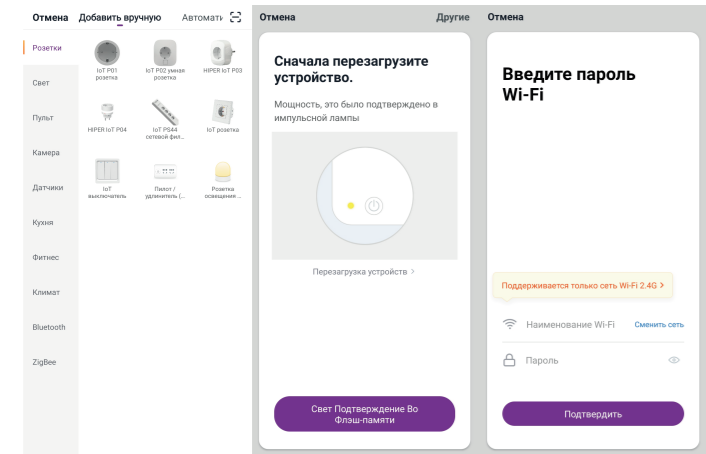 Отмена
Добавить вручную
Автомати
Розетки
Свет
Пульт
Камера
Датчики
Кухня
Фитнес
Климат
Bluetooth
ZigBee
IoT P01
розетка
IoT P02 умная
розетка
HIPER IoT P03
HIPER IoT P04
IoT PS44
сетевой фил...
IoT розетка
IoT
выключатель
Пилот /
удлинитель (...
Розетка
освещения ...
Отмена
Другие
Сначала перезагрузите
устройство.
Мощность, это было подтверждено в
импульсной лампы
Перезагрузка устройств >
Свет Подтверждение Во
Флэш-памяти
Отмена
Введите пароль
Wi-Fi
Поддерживается только сеть Wi-Fi 2.4G >
Наименование Wi-Fi
Сменить сеть
Пароль
Подтвердить